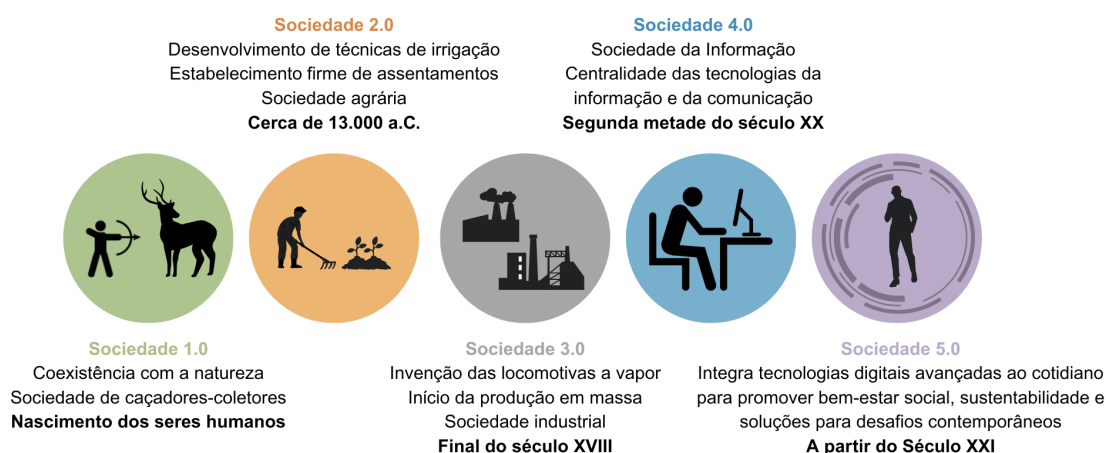 Sociedade 2.0
Desenvolvimento de técnicas de irrigação
Estabelecimento firme de assentamentos
Sociedade agrária
Cerca de 13.000 a.C.
Sociedade 4.0
Sociedade da Informação
Centralidade das tecnologias da
informação e da comunicação
Segunda metade do século XX
Sociedade 1.0
Coexistência com a natureza
Sociedade de caçadores-coletores
Nascimento dos seres humanos
Sociedade 3.0
Invenção das locomotivas a vapor
Início da produção em massa
Sociedade industrial
Final do século XVIII
Sociedade 5.0
Integra tecnologias digitais avançadas ao cotidiano
para promover bem-estar social, sustentabilidade e
soluções para desafios contemporâneos
A partir do Século XXI